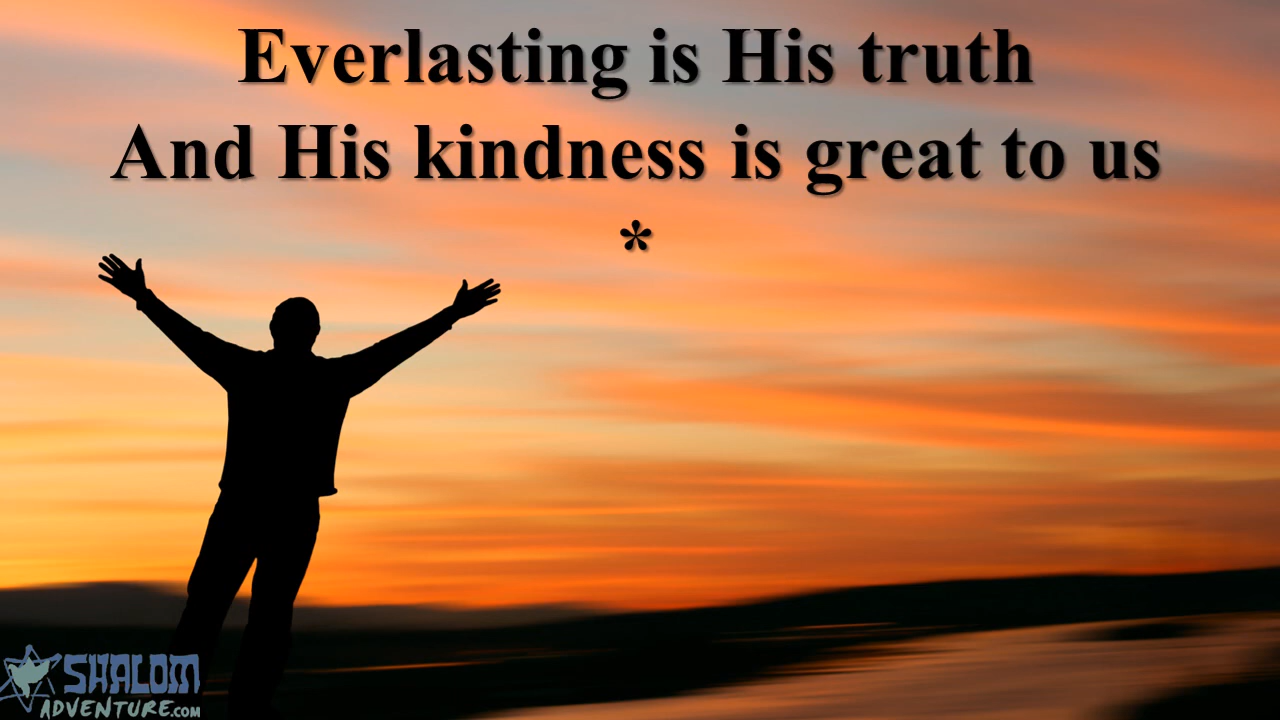 Everlasting is His truth
And His kindness is great to us
*
SHALOM
ADVENTURE.COM